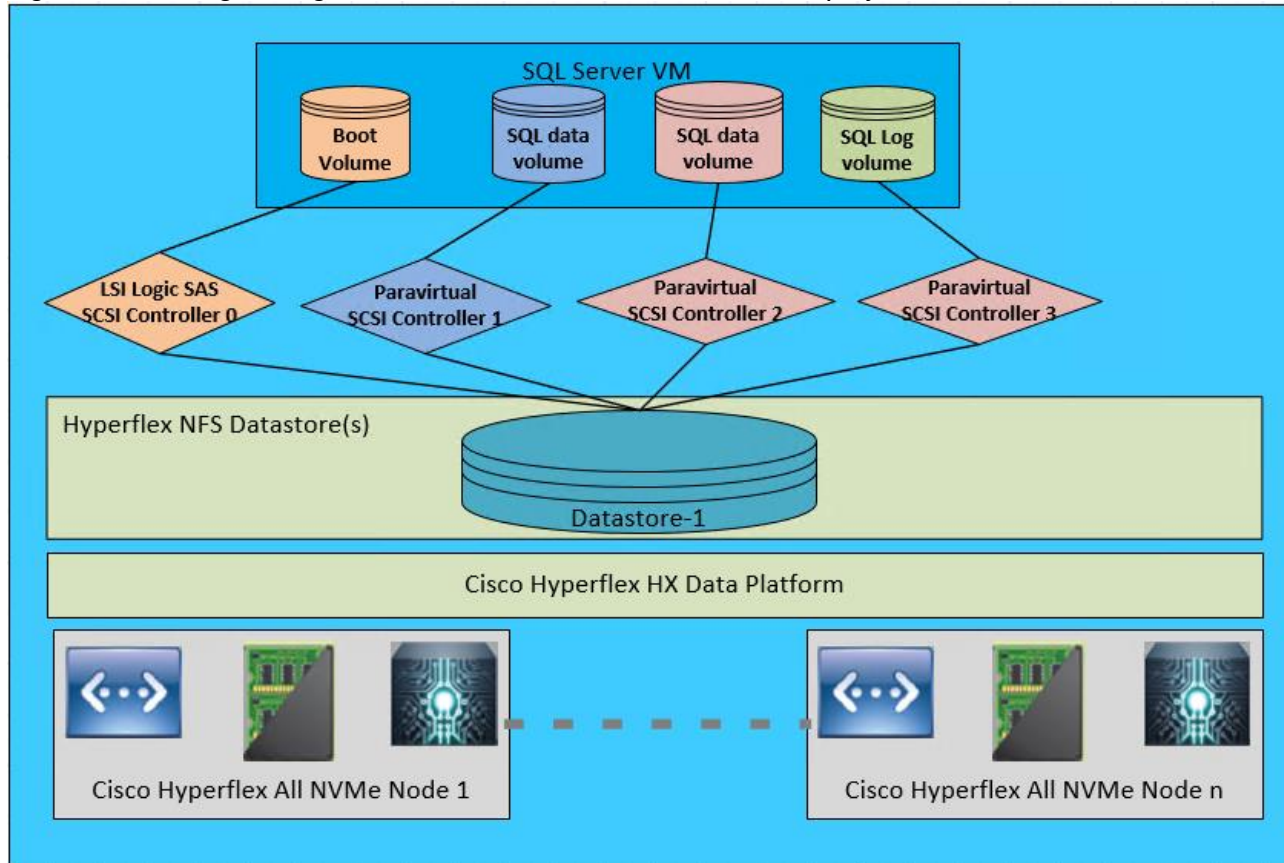 SQL Server VM
Boot
Volume
SQL data
volume
SQL data
volume
SQL Log
volume
LSI Logic SAS
SCSI Controller 0
Paravirtual
SCSI Controller 1
Paravirtual
SCSI Controller 2
Paravirtual
SCSI Controller 3
Hyperflex NFS Datastore(s)
Datastore-1
Cisco Hyperflex HX Data Platform
Cisco Hyperflex All NVMe Node 1
Cisco Hyperflex All NVMe Node n